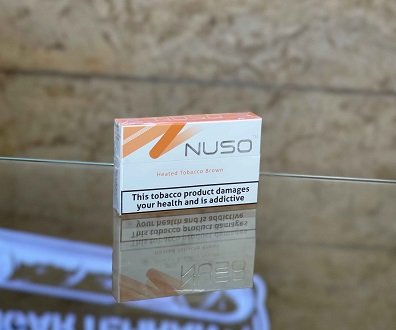 NUSO
Heated Tobacco Brown
This tobacco product damages
your health and is addictive